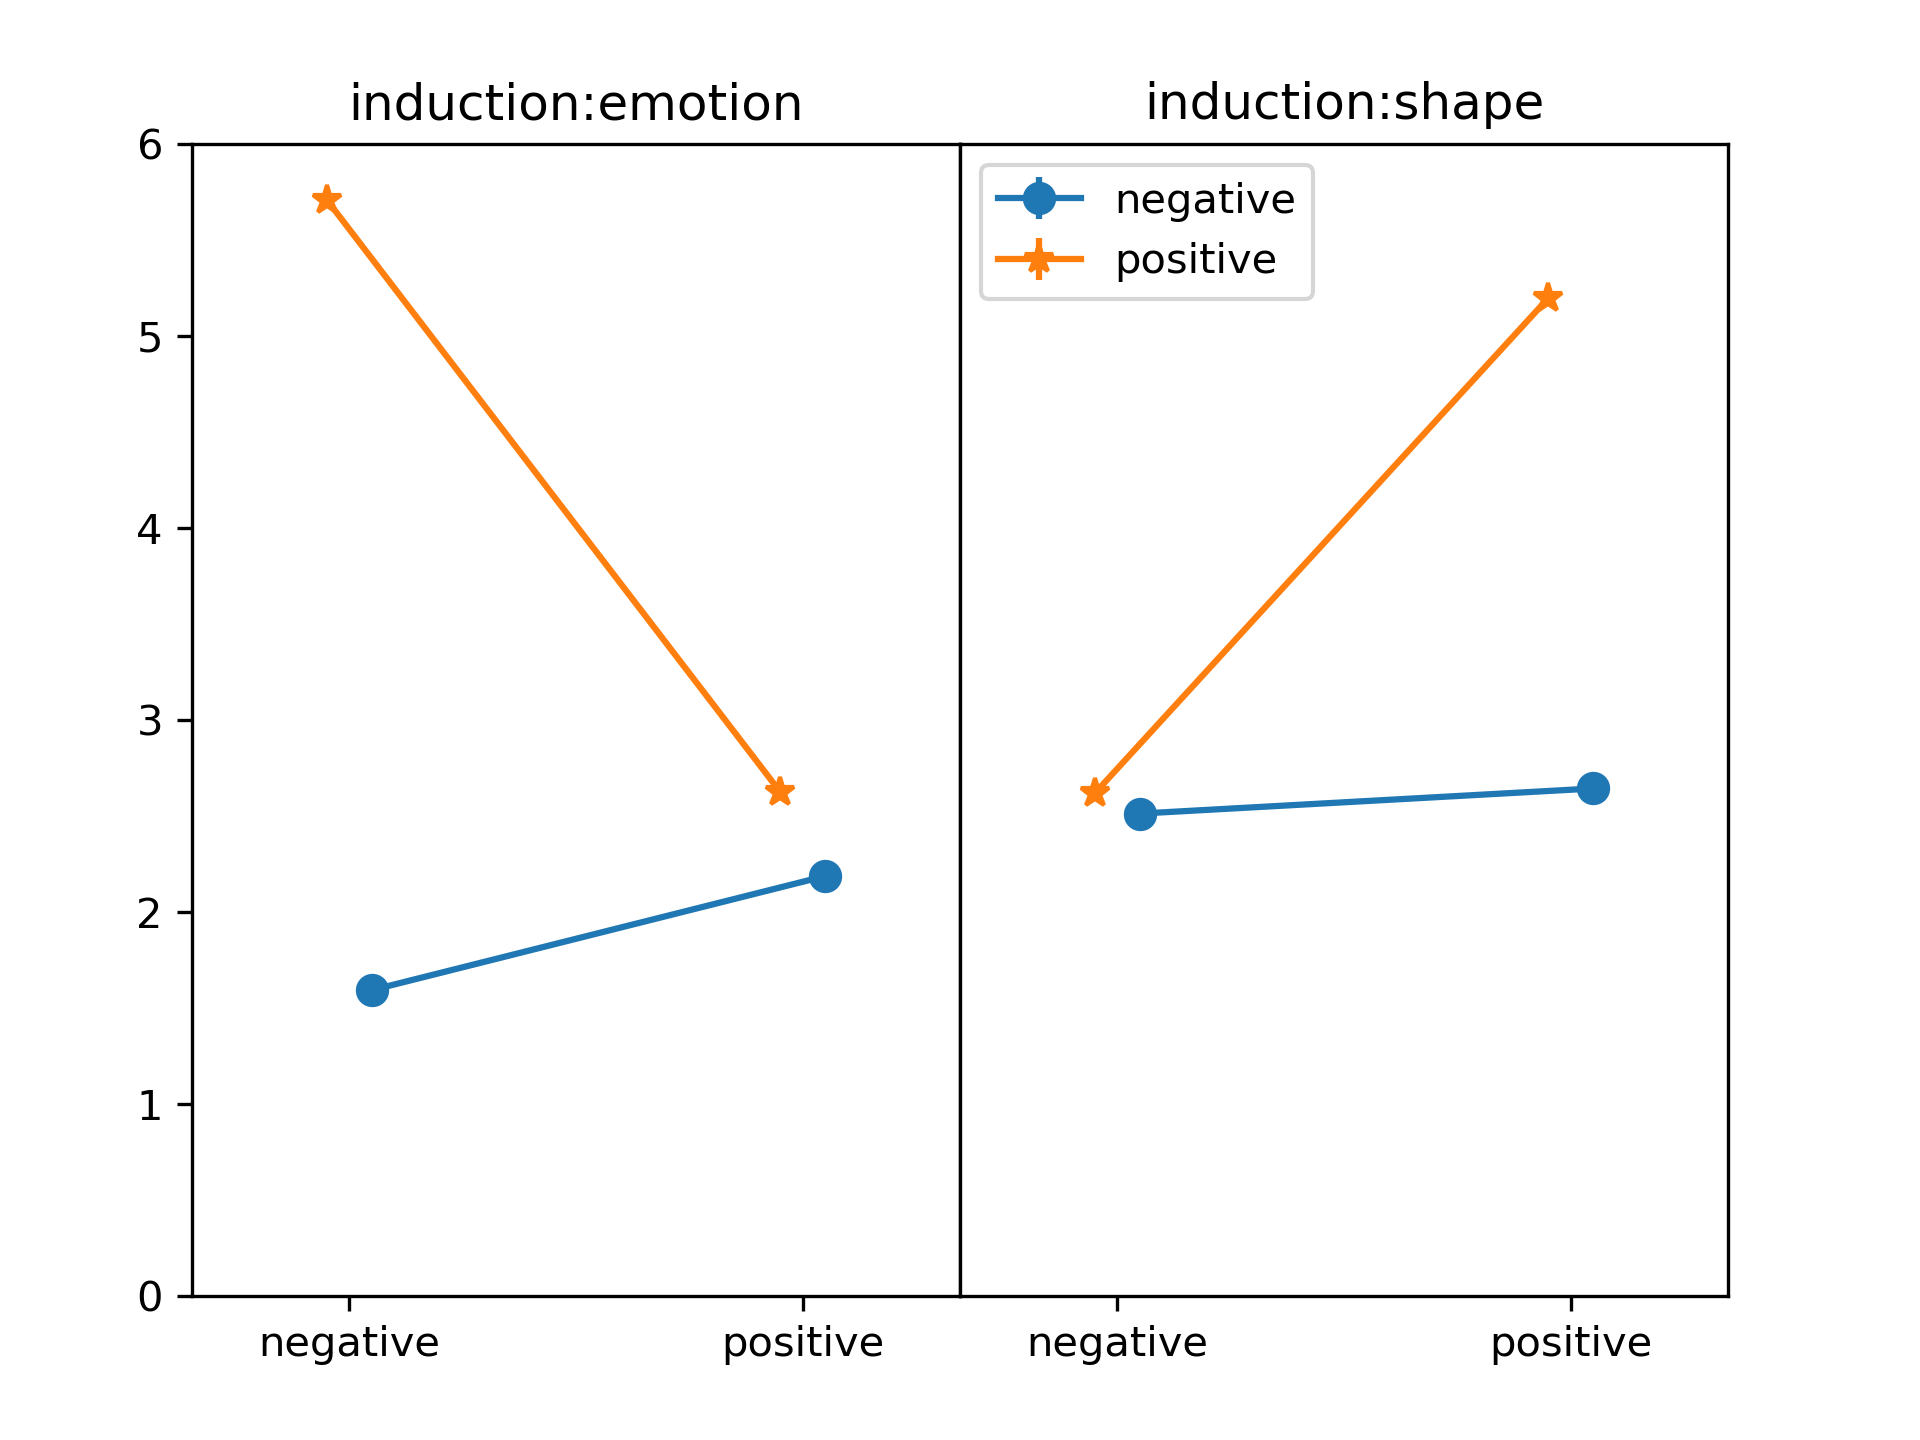 induction:emotion
induction:shape
6
5
4
3
2
1
0
negative
positive
negative
positive
negative
positive